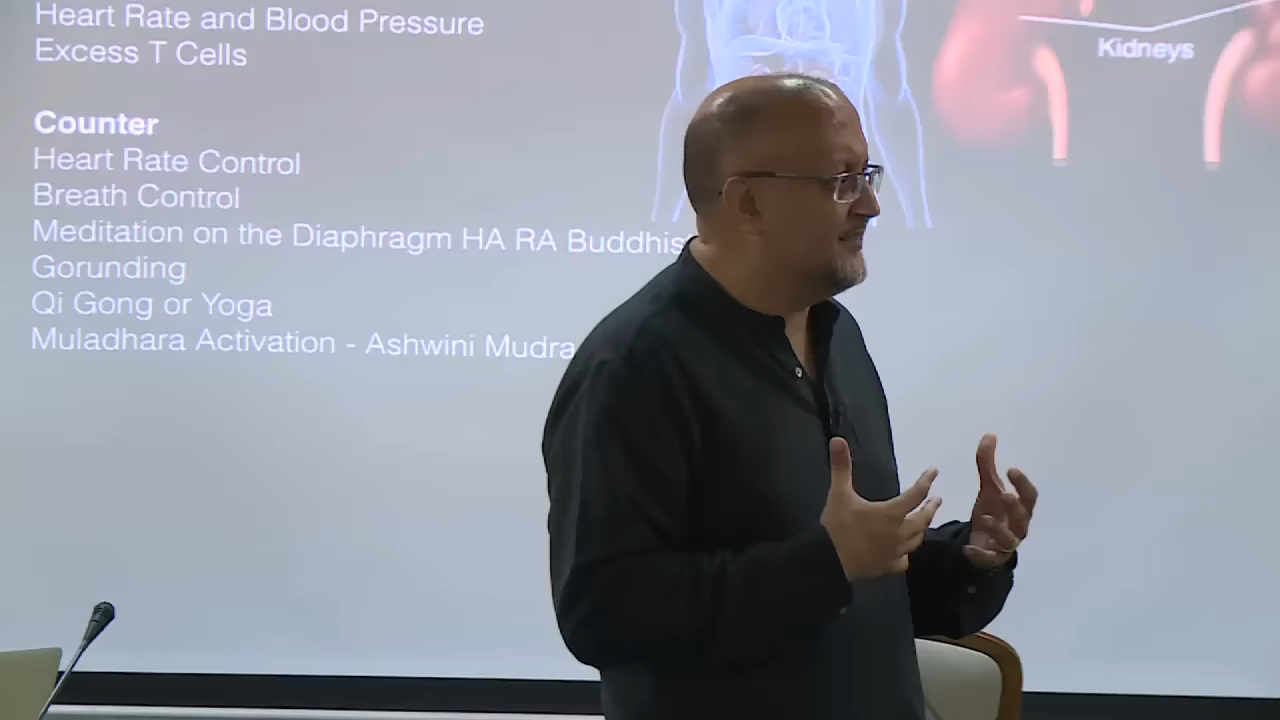 Heart Rate and Blood Pressure
Excess T Cells
Kidneys
Counter
Heart Rate Control
Breath Control
Meditation on the Diaphragm HA RA Buddhis
Gorunding
Qi Gong or Yoga
Muladhara Activation - Ashwini Mudra